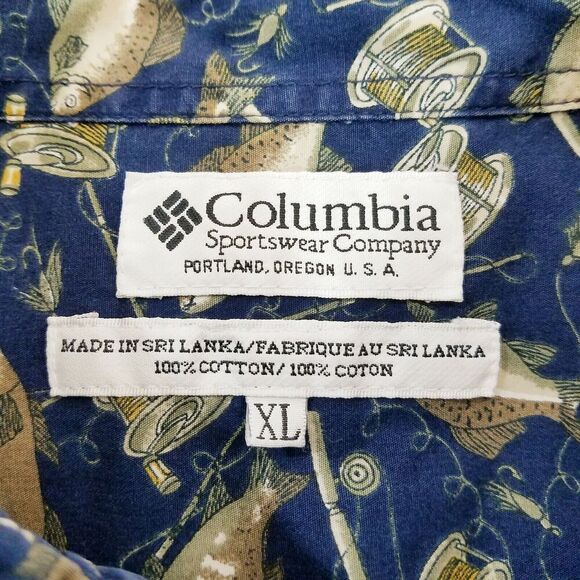 Columbia
Sportswear Company
PORTLAND, OREGON U.S.A.
MADE IN SRI LANKA/FABRIQUE AU SRI LANKA
100% COTTON/100% COTON
XL